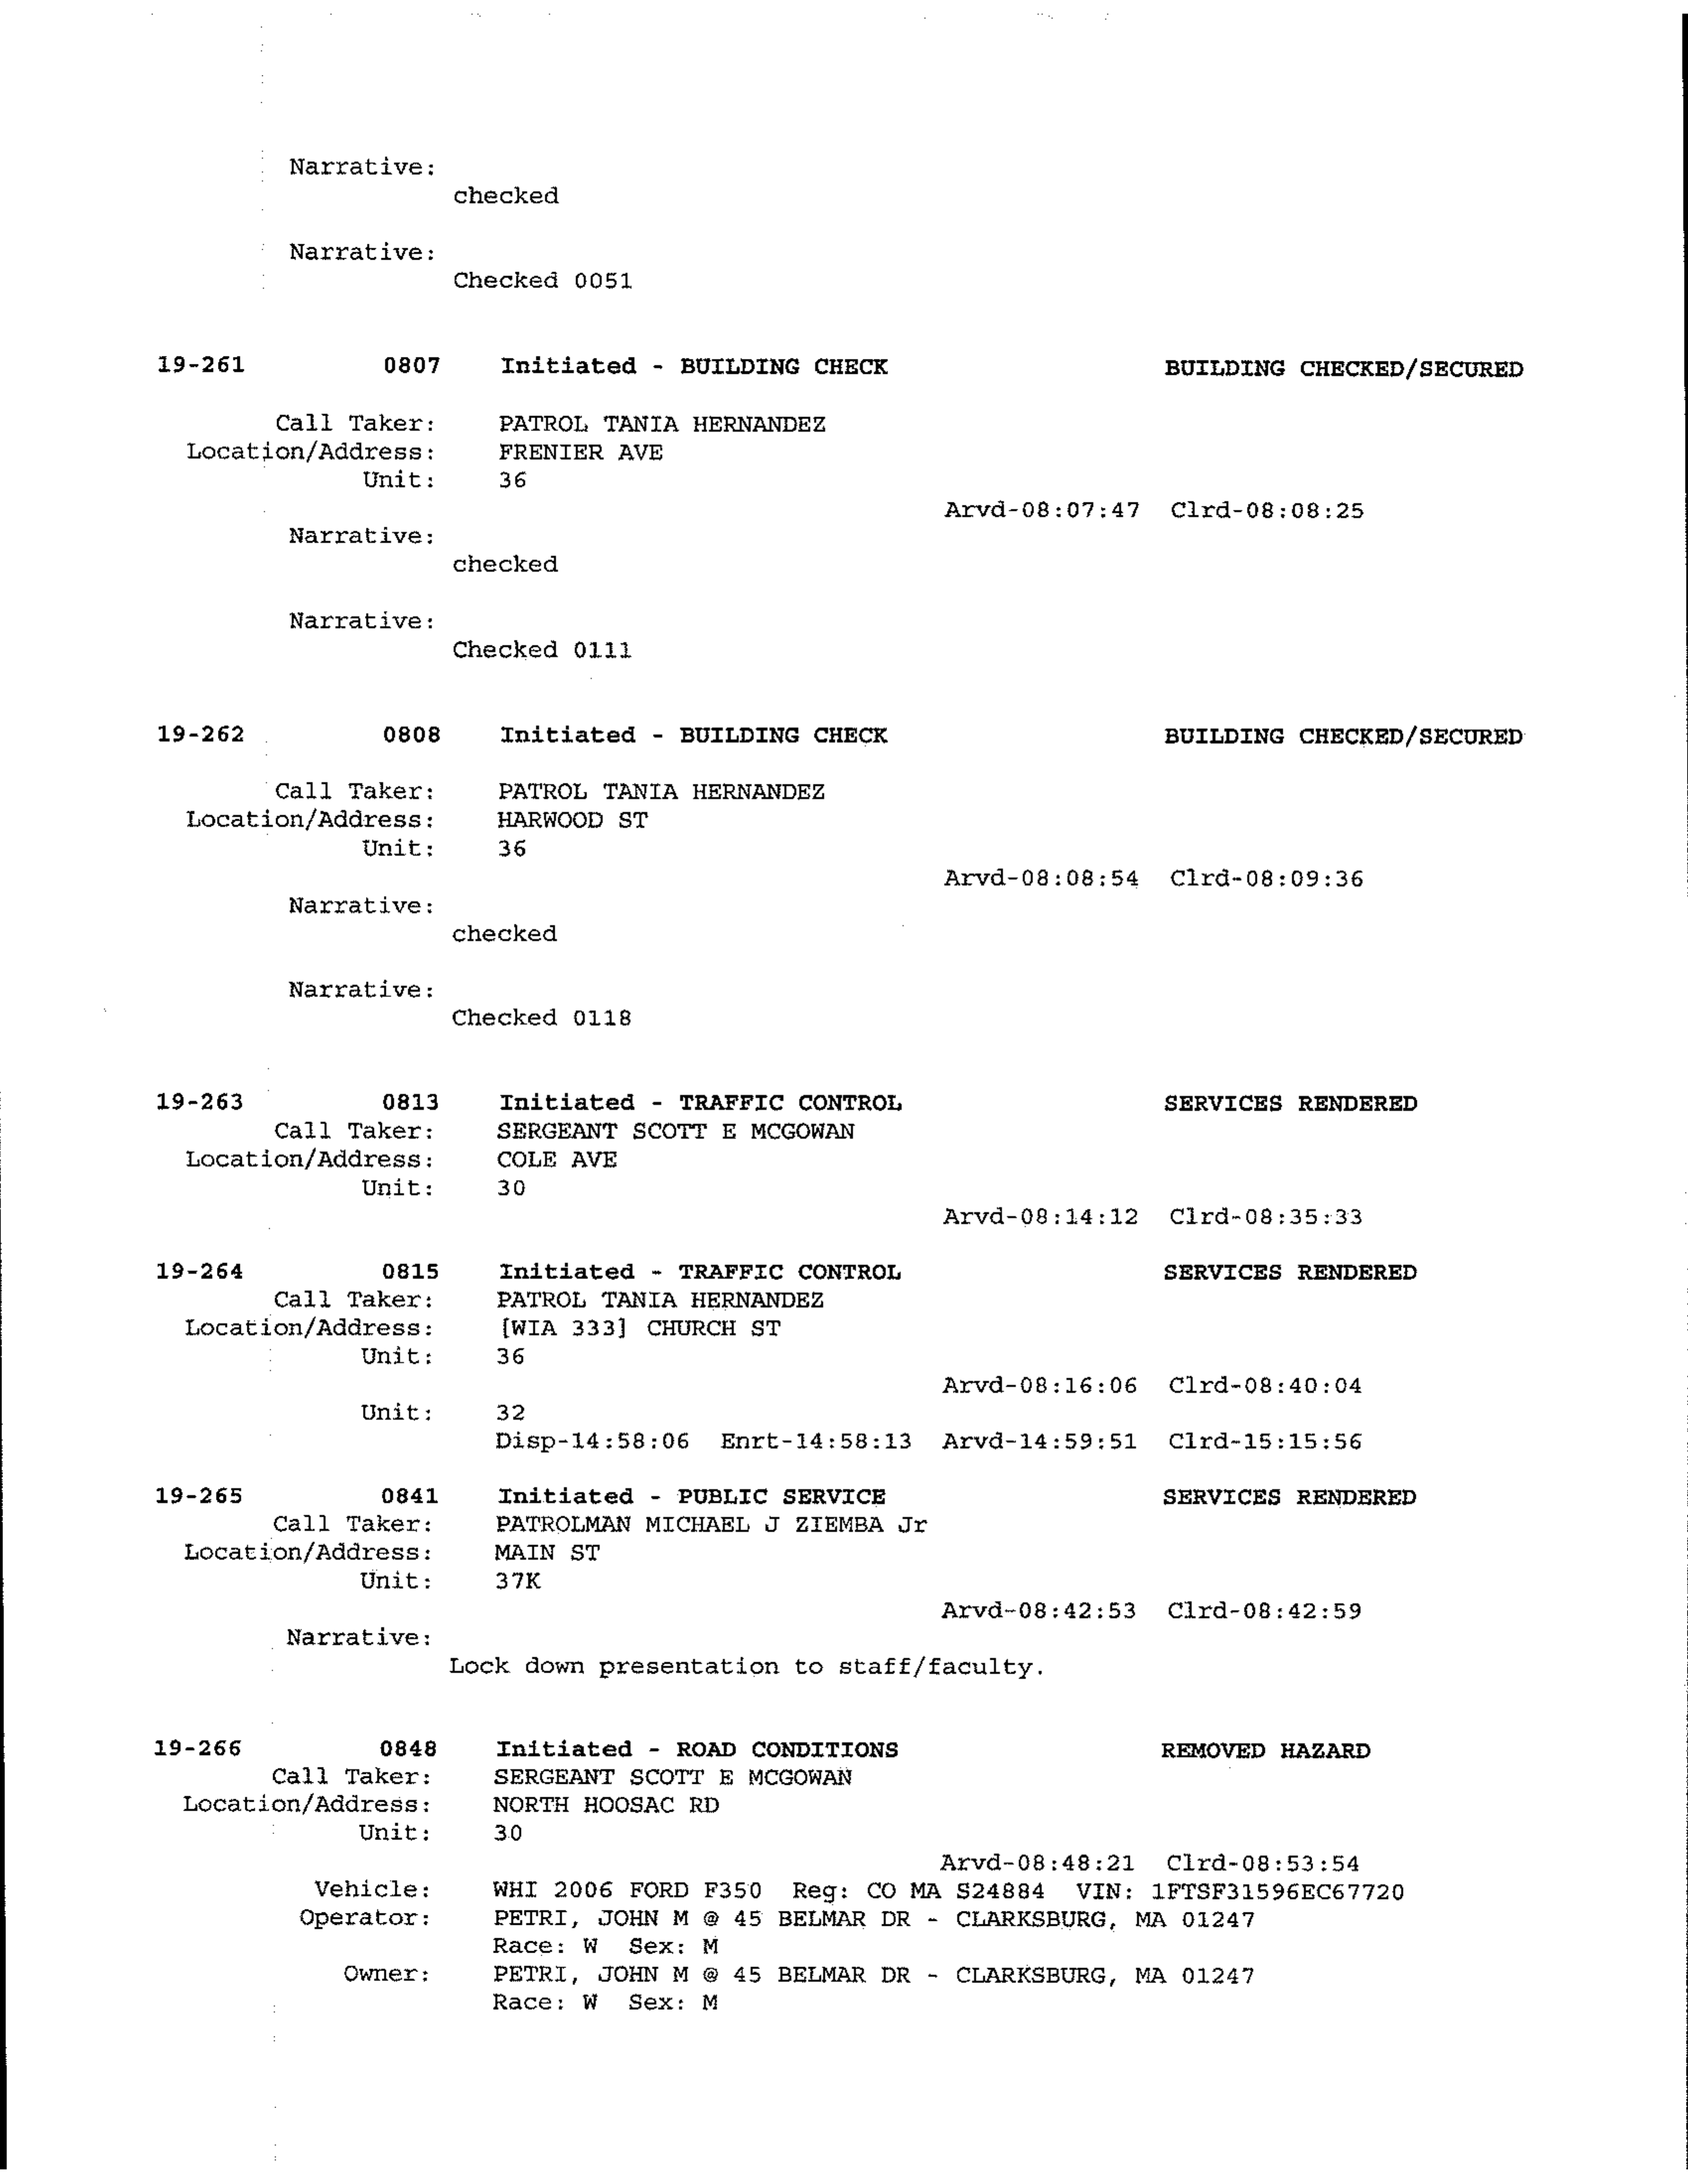 Narrative:
checked
Narrative:
Checked 0051
19-261 0807 Initiated - BUILDING CHECK BUILDING CHECKED/SECURED
Call Taker: PATROL TANIA HERNANDEZ
Location/Address: FRENIER AVE
Unit: 36
Arvd-08:07:47 Clrd-08:08:25
Narrative:
checked
Narrative:
Checked 0111
19-262 0808 Initiated - BUILDING CHECK BUILDING CHECKED/SECURED
Call Taker: PATROL TANIA HERNANDEZ
Location/Address: HARWOOD ST
Unit: 36
Arvd-08:08:54 Clrd-08:09:36
Narrative:
checked
Narrative:
Checked 0118
19-263 0813 Initiated - TRAFFIC CONTROL SERVICES RENDERED
Call Taker: SERGEANT SCOTT E MCGOWAN
Location/Address: COLE AVE
Unit: 30
Arvd-08:14:12 Clrd-08:35:33
19-264 0815 Initiated - TRAFFIC CONTROL SERVICES RENDERED
Call Taker: PATROL TANIA HERNANDEZ
Location/Address: [WIA 333] CHURCH ST
Unit: 36
Arvd-08:16:06 Clrd-08:40:04
Unit: 32
Disp-14:58:06 Enrt-14:58:13 Arvd-14:59:51 Clrd-15:15:56
19-265 0841 Initiated - PUBLIC SERVICE SERVICES RENDERED
Call Taker: PATROLMAN MICHAEL J ZIEMBA Jr
Location/Address: MAIN ST
Unit: 37K
Arvd-08:42:53 Clrd-08:42:59
Narrative:
Lock down presentation to staff/faculty.
19-266 0848 Initiated - ROAD CONDITIONS REMOVED HAZARD
Call Taker: SERGEANT SCOTT E MCGOWAN
Location/Address: NORTH HOOSAC RD
Unit: 30
Arvd-08:48:21 Clrd-08:53:54
Vehicle: WHI 2006 FORD F350 Reg: CO MA S24884 VIN: 1FTSF31596EC67720
Operator: PETRI, JOHN M @ 45 BELMAR DR - CLARKSBURG, MA 01247
Race: W Sex: M
Owner: PETRI, JOHN M @ 45 BELMAR DR - CLARKSBURG, MA 01247
Race: W Sex: M